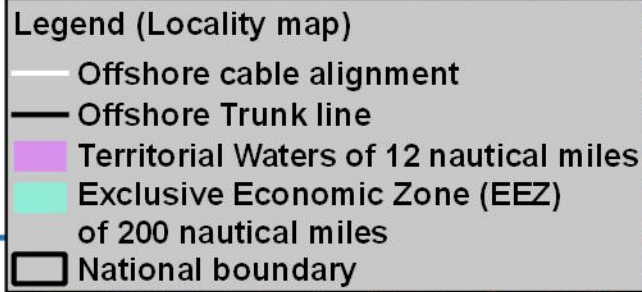 Legend (Locality map)
Offshore cable alignment
Offshore Trunk line
Territorial Waters of 12 nautical miles
Exclusive Economic Zone (EEZ)
of 200 nautical miles
National boundary